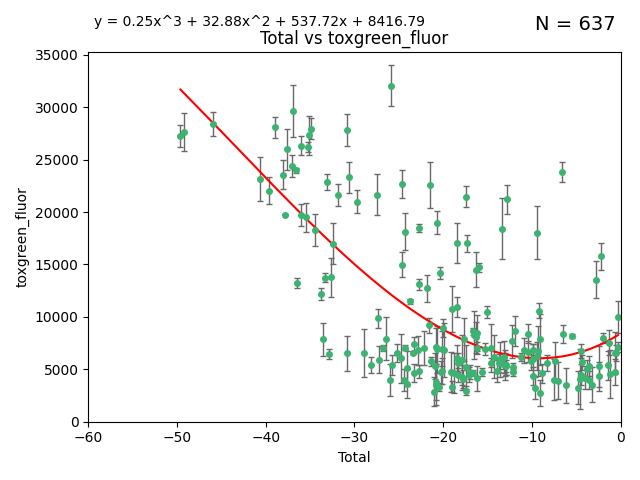 y = 0.25x^3 + 32.88x^2 + 537.72x + 8416.79
N = 637
Total vs toxgreen_fluor
35000
30000
25000
20000
15000
10000
5000
0
toxgreen_fluor
−60 −50 −40 −30 −20 −10 0
Total